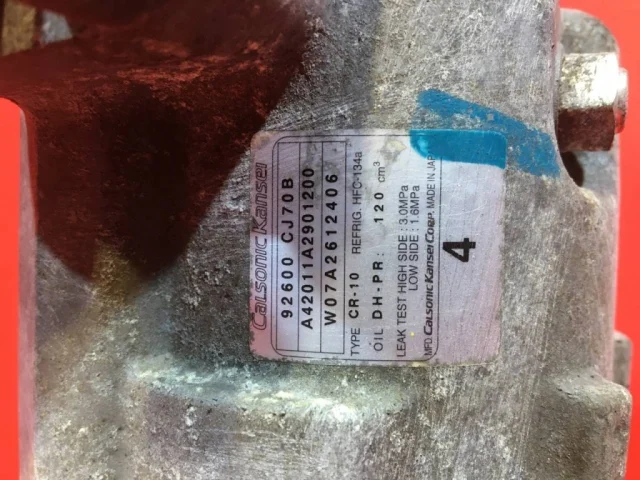 CALSONIC KANSEI
92600 CJ70B
A42011A2901200
W07A2612406
TYPE CR-10 REFRIG. HFC-134a
OIL DH-PR: 120 cm³
LEAK TEST HIGH SIDE : 3.0MPa
LOW SIDE : 1.6MPa
MFD. CALSONIC KANSEI CORP. MADE IN JAPAN
4